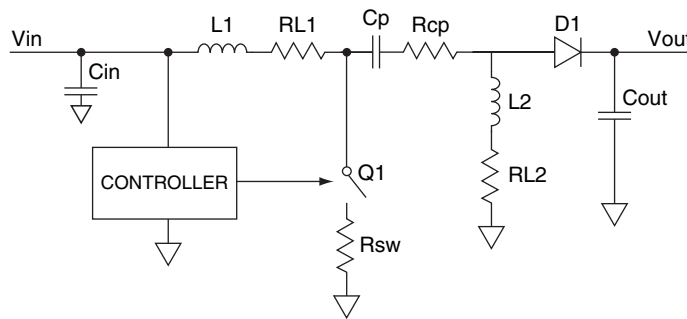 Vin
L1
RL1
Cp
Rcp
D1
Vout
Cin
L2
Cout
CONTROLLER
Q1
RL2
Rsw